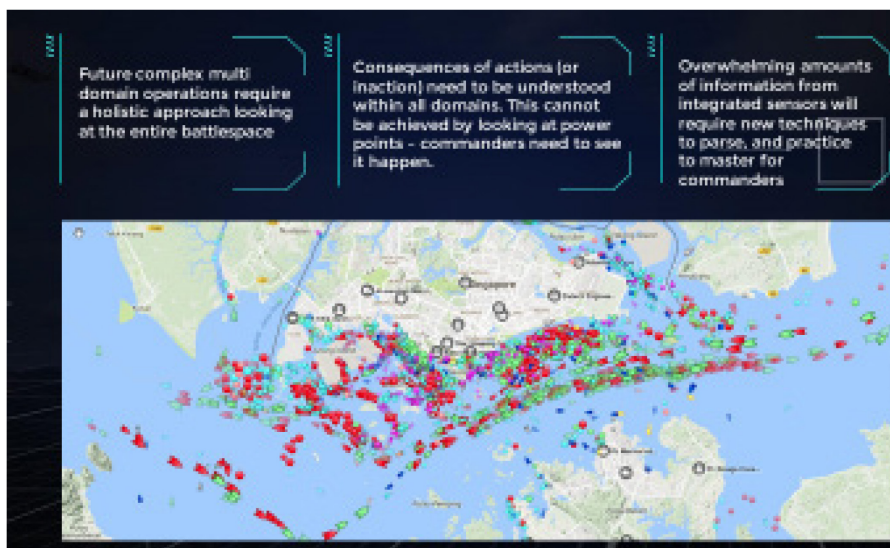 Future complex multi
domain operations require
a holistic approach looking
at the entire battlespace
Consequences of actions (or
inaction) need to be understood
within all domains. This cannot
be achieved by looking at power
points – commanders need to see
it happen.
Overwhelming amounts
of information from
integrated sensors will
require new techniques
to parse, and practice
to master for
commanders
Singapore